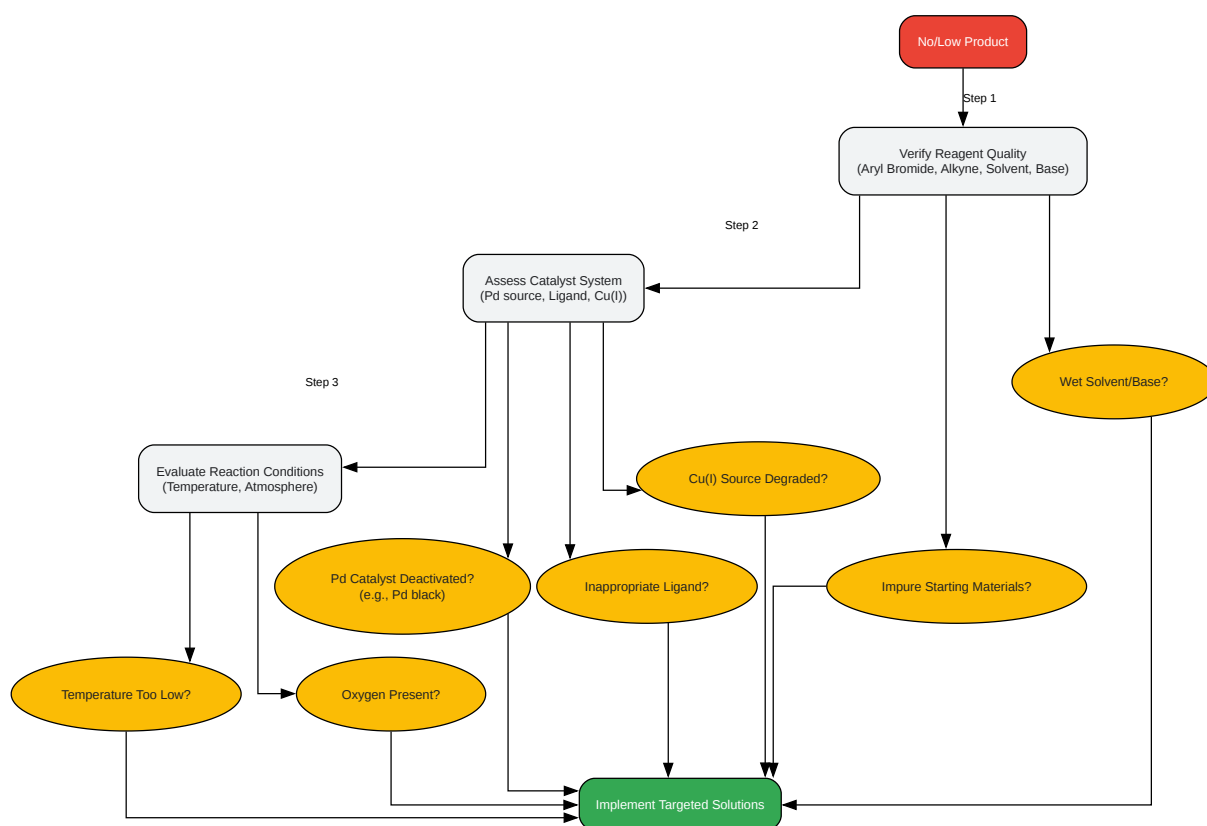 No/Low Product
Step 1
Verify Reagent Quality
(Aryl Bromide, Alkyne, Solvent, Base)
Step 2
Assess Catalyst System
(Pd source, Ligand, Cu(I))
Step 3
Wet Solvent/Base?
Evaluate Reaction Conditions
(Temperature, Atmosphere)
Cu(I) Source Degraded?
Pd Catalyst Deactivated?
(e.g., Pd black)
Inappropriate Ligand?
Impure Starting Materials?
Temperature Too Low?
Oxygen Present?
Implement Targeted Solutions